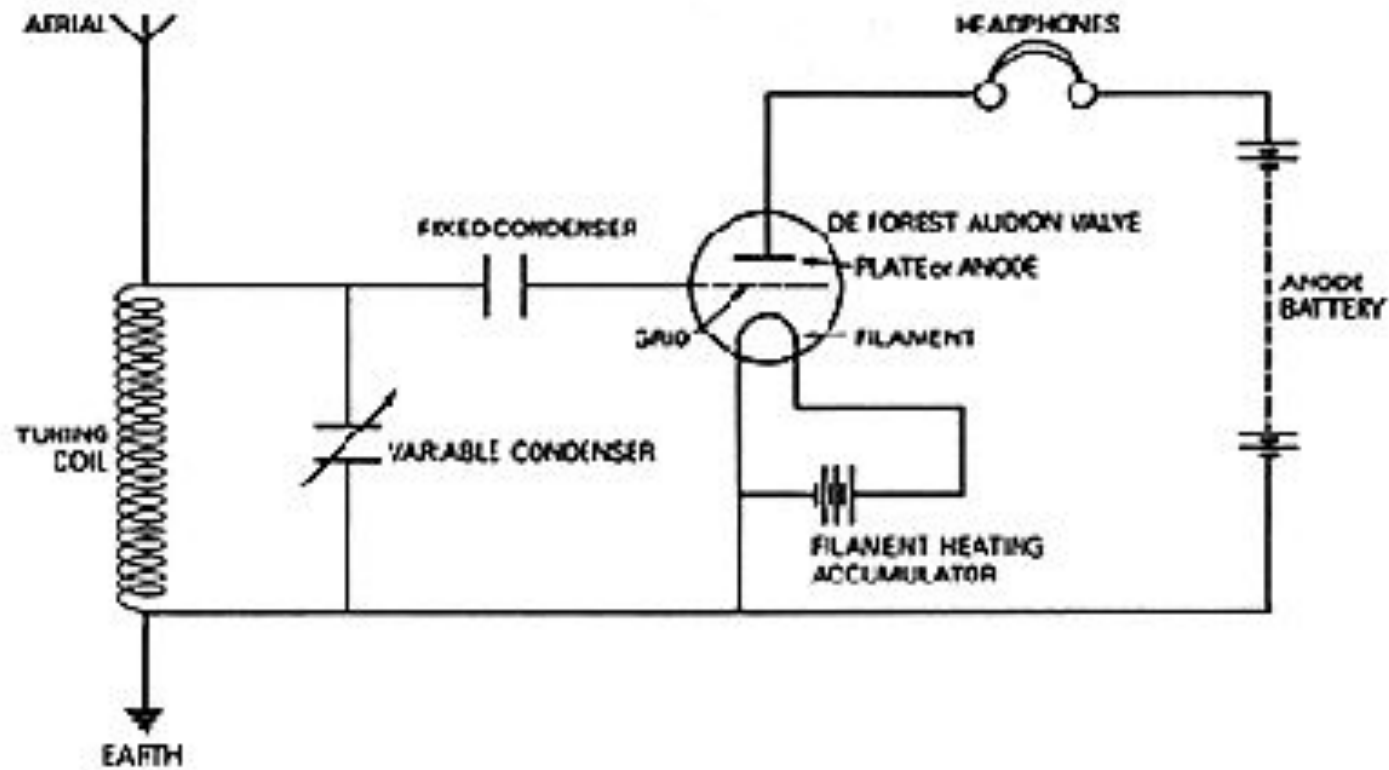 AERIAL
HEADPHONES
FIXED CONDENSER
DE FOREST AUDION VALVE
PLATE or ANODE
GRID
FILAMENT
ANODE
BATTERY
TUNING
COIL
VARIABLE CONDENSER
FILAMENT HEATING
ACCUMULATOR
EARTH